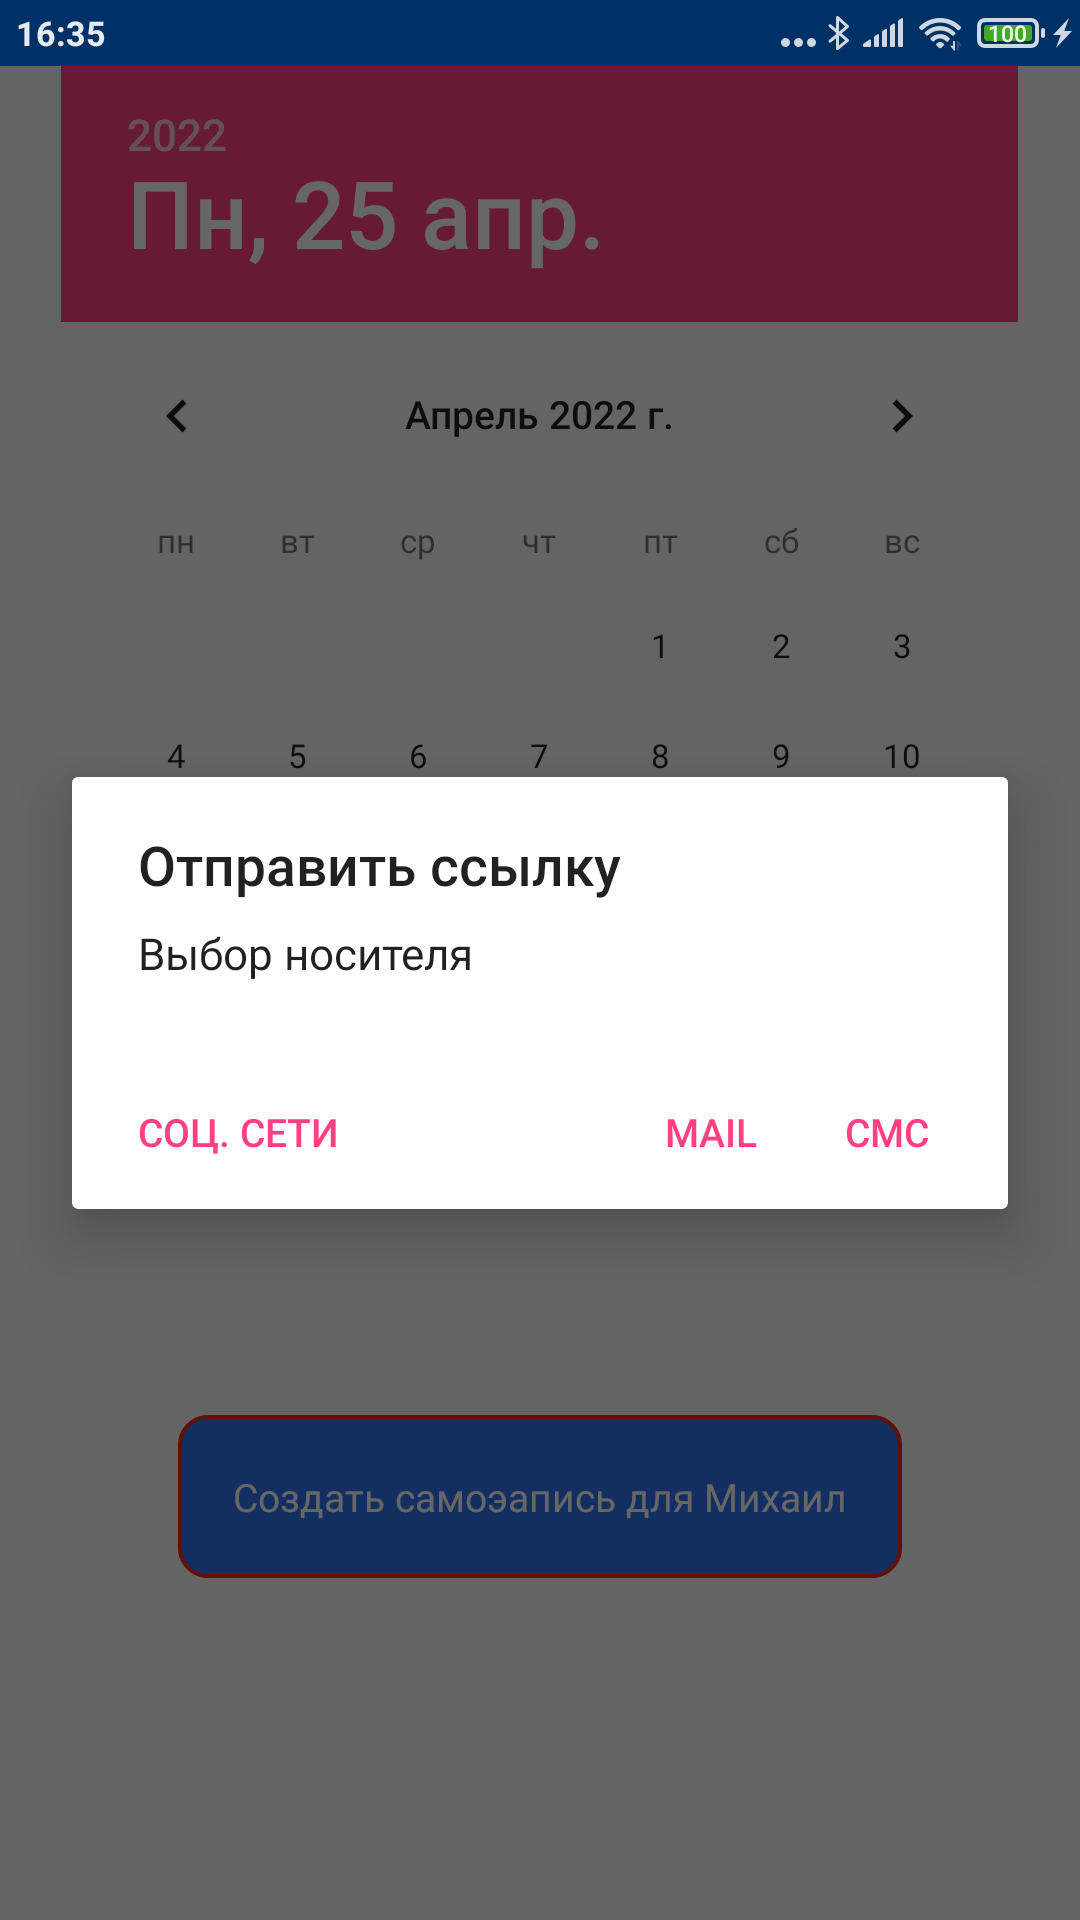 16:35
100
2022
Пн, 25 апр.
Апрель 2022 г.
пн вт ср чт пт сб вс
1 2 3
4 5 6 7 8 9 10
Отправить ссылку
Выбор носителя
СОЦ. СЕТИ MAIL СМС
Создать самоэапись для Михаил